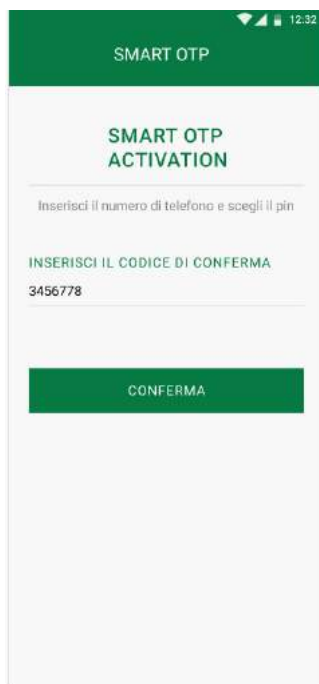 12:32
SMART OTP
SMART OTP
ACTIVATION
Inserisci il numero di telefono e scegli il pin
INSERISCI IL CODICE DI CONFERMA
3456778
CONFERMA